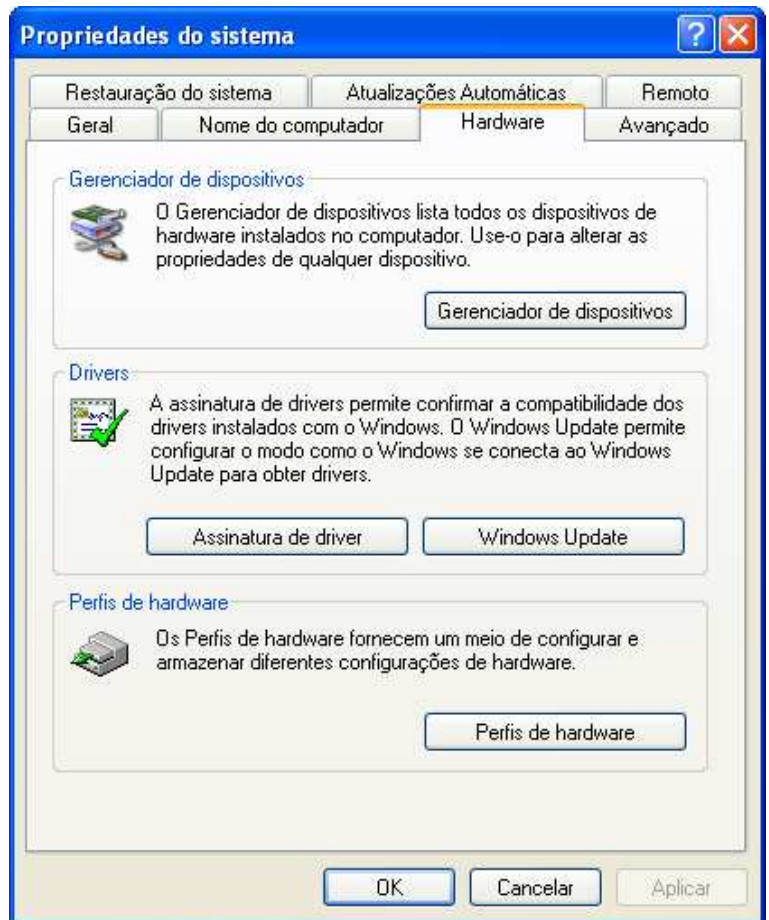 Propriedades do sistema
Restauração do sistema
Atualizações Automáticas
Remoto
Geral
Nome do computador
Hardware
Avançado
Gerenciador de dispositivos
O Gerenciador de dispositivos lista todos os dispositivos de
hardware instalados no computador. Use-o para alterar as
propriedades de qualquer dispositivo.
Gerenciador de dispositivos
Drivers
A assinatura de drivers permite confirmar a compatibilidade dos
drivers instalados com o Windows. O Windows Update permite
configurar o modo como o Windows se conecta ao Windows
Update para obter drivers.
Assinatura de driver
Windows Update
Perfis de hardware
Os Perfis de hardware fornecem um meio de configurar e
armazenar diferentes configurações de hardware.
Perfis de hardware
OK
Cancelar
Aplicar